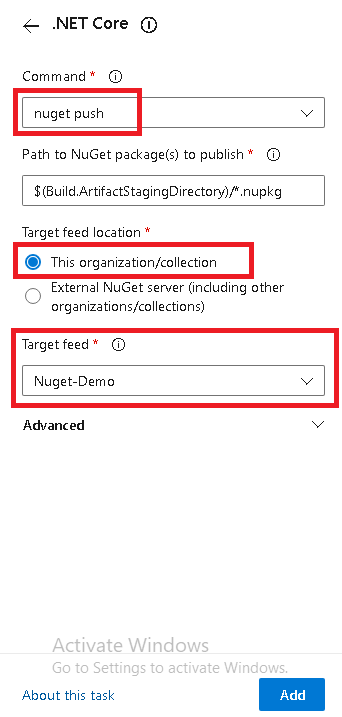 .NET Core
Command *
nuget push
Path to NuGet package(s) to publish *
$(Build.ArtifactStagingDirectory)/*.nupkg
Target feed location *
This organization/collection
External NuGet server (including other
organizations/collections)
Target feed *
Nuget-Demo
Advanced
Activate Windows
Go to Settings to activate Windows.
About this task
Add